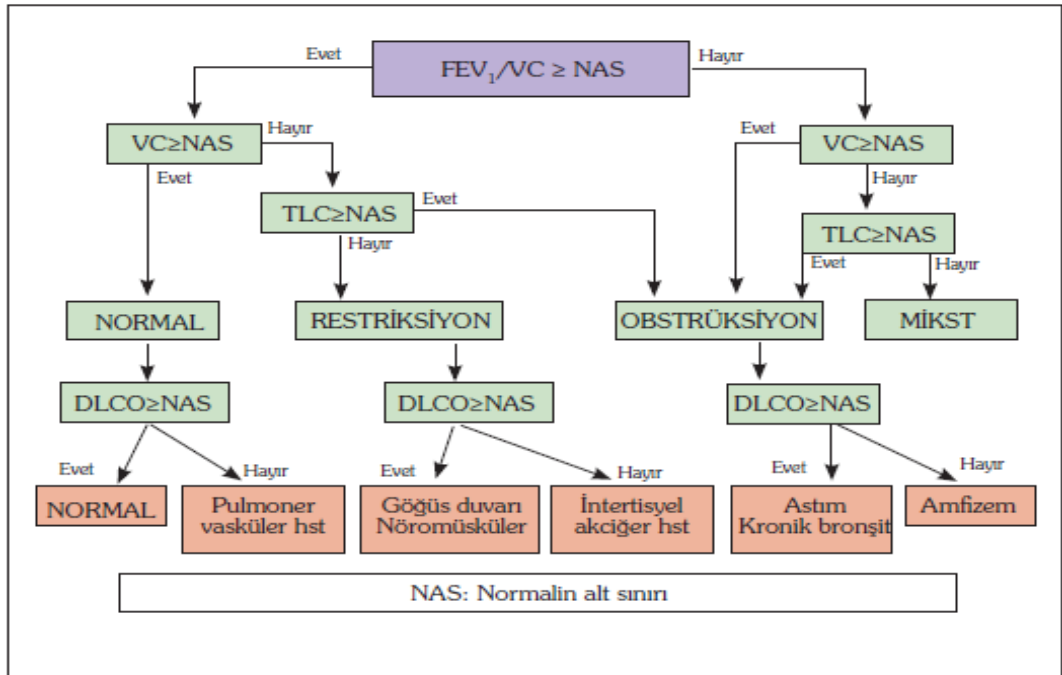 FEV₁/VC ≥ NAS
Evet
Hayır
VC≥NAS
Hayır
Evet
VC≥NAS
Evet
Hayır
TLC≥NAS
Evet
Hayır
TLC≥NAS
Evet
Hayır
NORMAL
RESTRİKSİYON
OBSTRÜKSİYON
MİKST
DLCO≥NAS
DLCO≥NAS
DLCO≥NAS
Evet
Hayır
Evet
Hayır
Evet
Hayır
NORMAL
Pulmoner
vasküler hst
Göğüs duvarı
Nöromüsküler
İntertisyel
akciğer hst
Astım
Kronik bronşit
Amfizem
NAS: Normalin alt sınırı